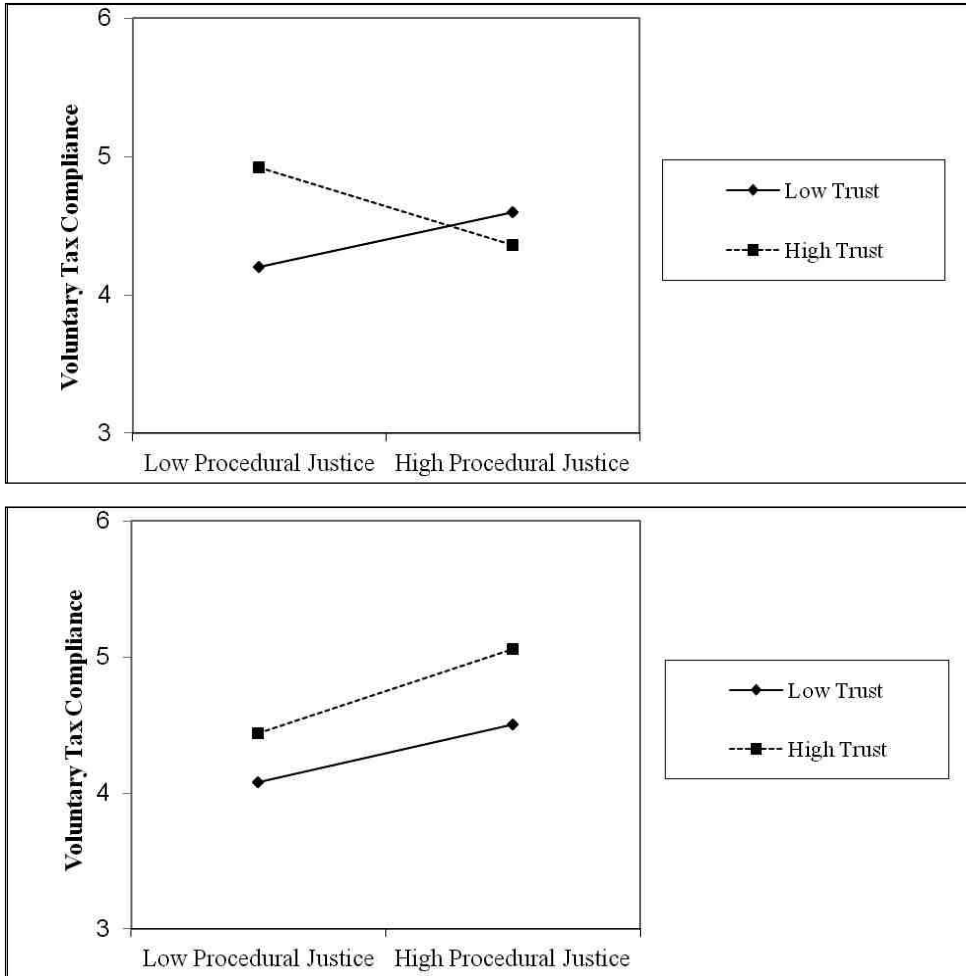 6
5
4
3
Voluntary Tax Compliance
Low Procedural Justice High Procedural Justice
Low Trust
High Trust
6
5
4
3
Voluntary Tax Compliance
Low Procedural Justice High Procedural Justice
Low Trust
High Trust